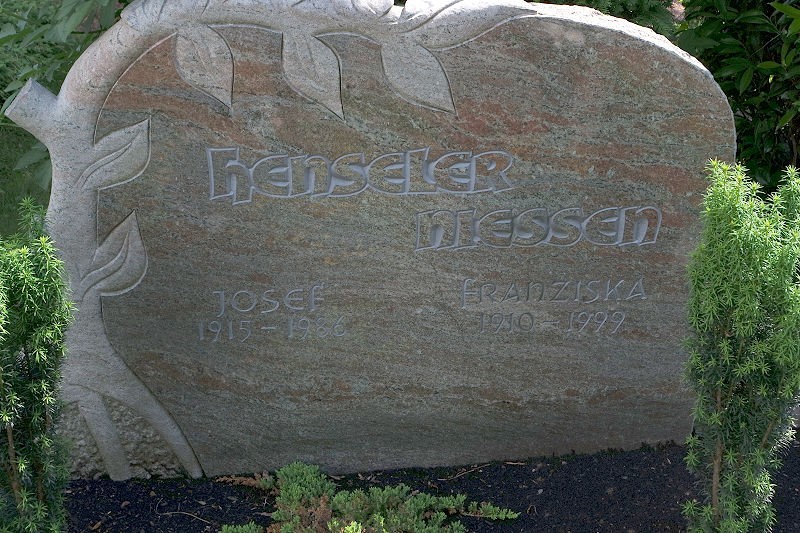 HENSELER
NIESSEN
JOSEF FRANZISKA
1915 – 1986 1910 – 1999